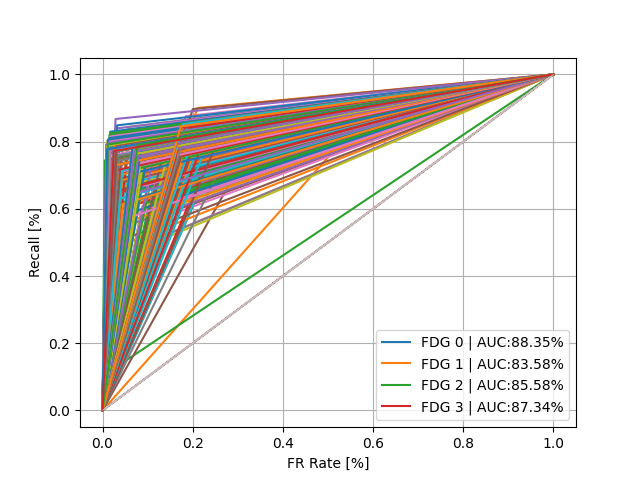 1.0
0.8
0.6
0.4
0.2
0.0
Recall [%]
0.0 0.2 0.4 0.6 0.8 1.0
FR Rate [%]
FDG 0 | AUC:88.35%
FDG 1 | AUC:83.58%
FDG 2 | AUC:85.58%
FDG 3 | AUC:87.34%